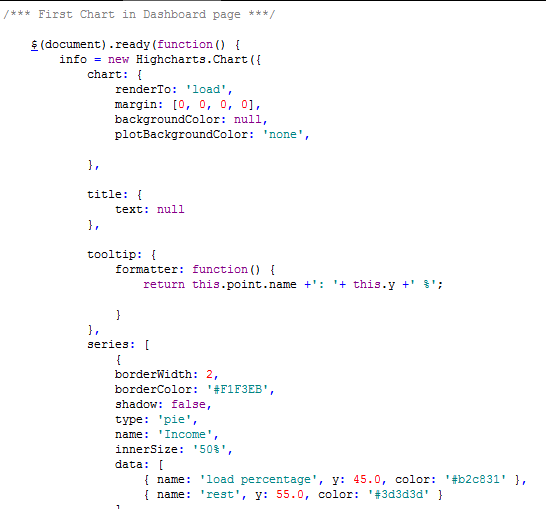 /*** First Chart in Dashboard page ***/
$(document).ready(function() {
info = new Highcharts.Chart({
chart: {
renderTo: 'load',
margin: [0, 0, 0, 0],
backgroundColor: null,
plotBackgroundColor: 'none',
},
title: {
text: null
},
tooltip: {
formatter: function() {
return this.point.name +': '+ this.y +' %';
}
},
series: [
{
borderWidth: 2,
borderColor: '#F1F3EB',
shadow: false,
type: 'pie',
name: 'Income',
innerSize: '50%',
data: [
{ name: 'load percentage', y: 45.0, color: '#b2c831' },
{ name: 'rest', y: 55.0, color: '#3d3d3d' }